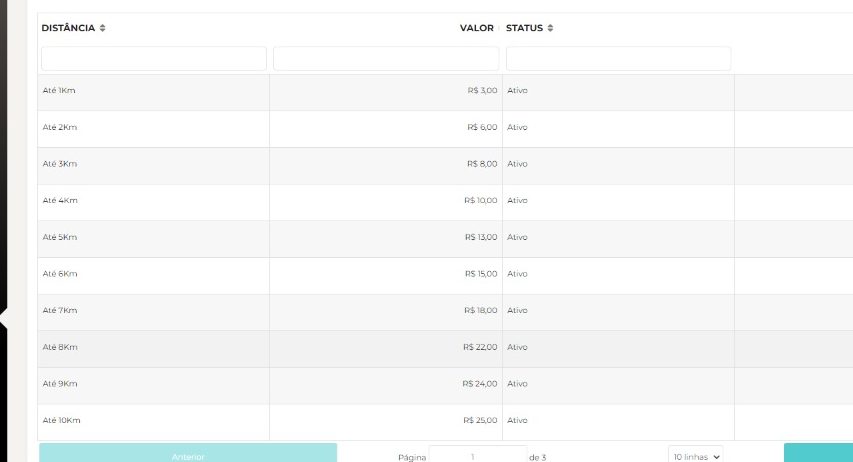 DISTÂNCIA VALOR STATUS
Até 1Km R$ 3,00 Ativo
Até 2Km R$ 6,00 Ativo
Até 3Km R$ 8,00 Ativo
Até 4Km R$ 10,00 Ativo
Até 5Km R$ 13,00 Ativo
Até 6Km R$ 15,00 Ativo
Até 7Km R$ 18,00 Ativo
Até 8Km R$ 22,00 Ativo
Até 9Km R$ 24,00 Ativo
Até 10Km R$ 25,00 Ativo
Anterior Página 1 de 3 10 linhas